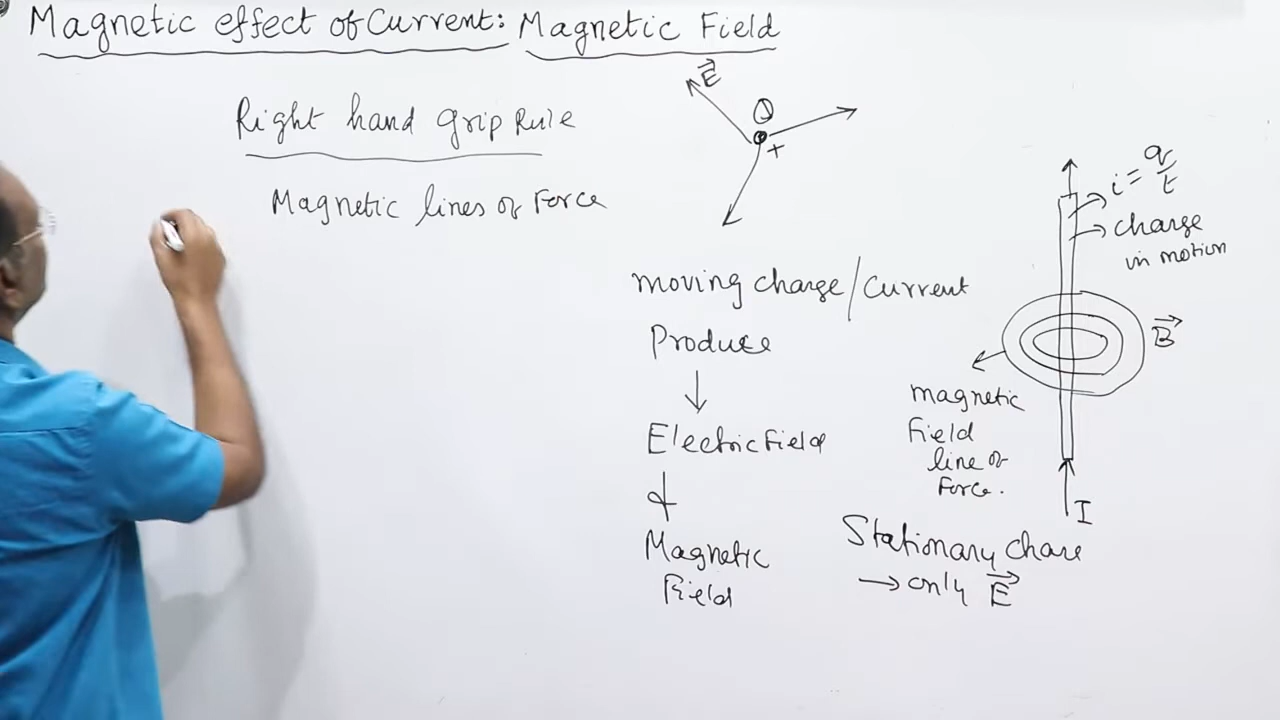 Magnetic effect of Current: Magnetic Field
Right hand grip Rule
Magnetic lines of Force
E
Q
+
moving charge/Current
Produce
↓
Electric Field
&
Magnetic
Field
i = q/t
charge
in motion
B
magnetic
Field
line of
Force.
I
Stationary chare
→ only E